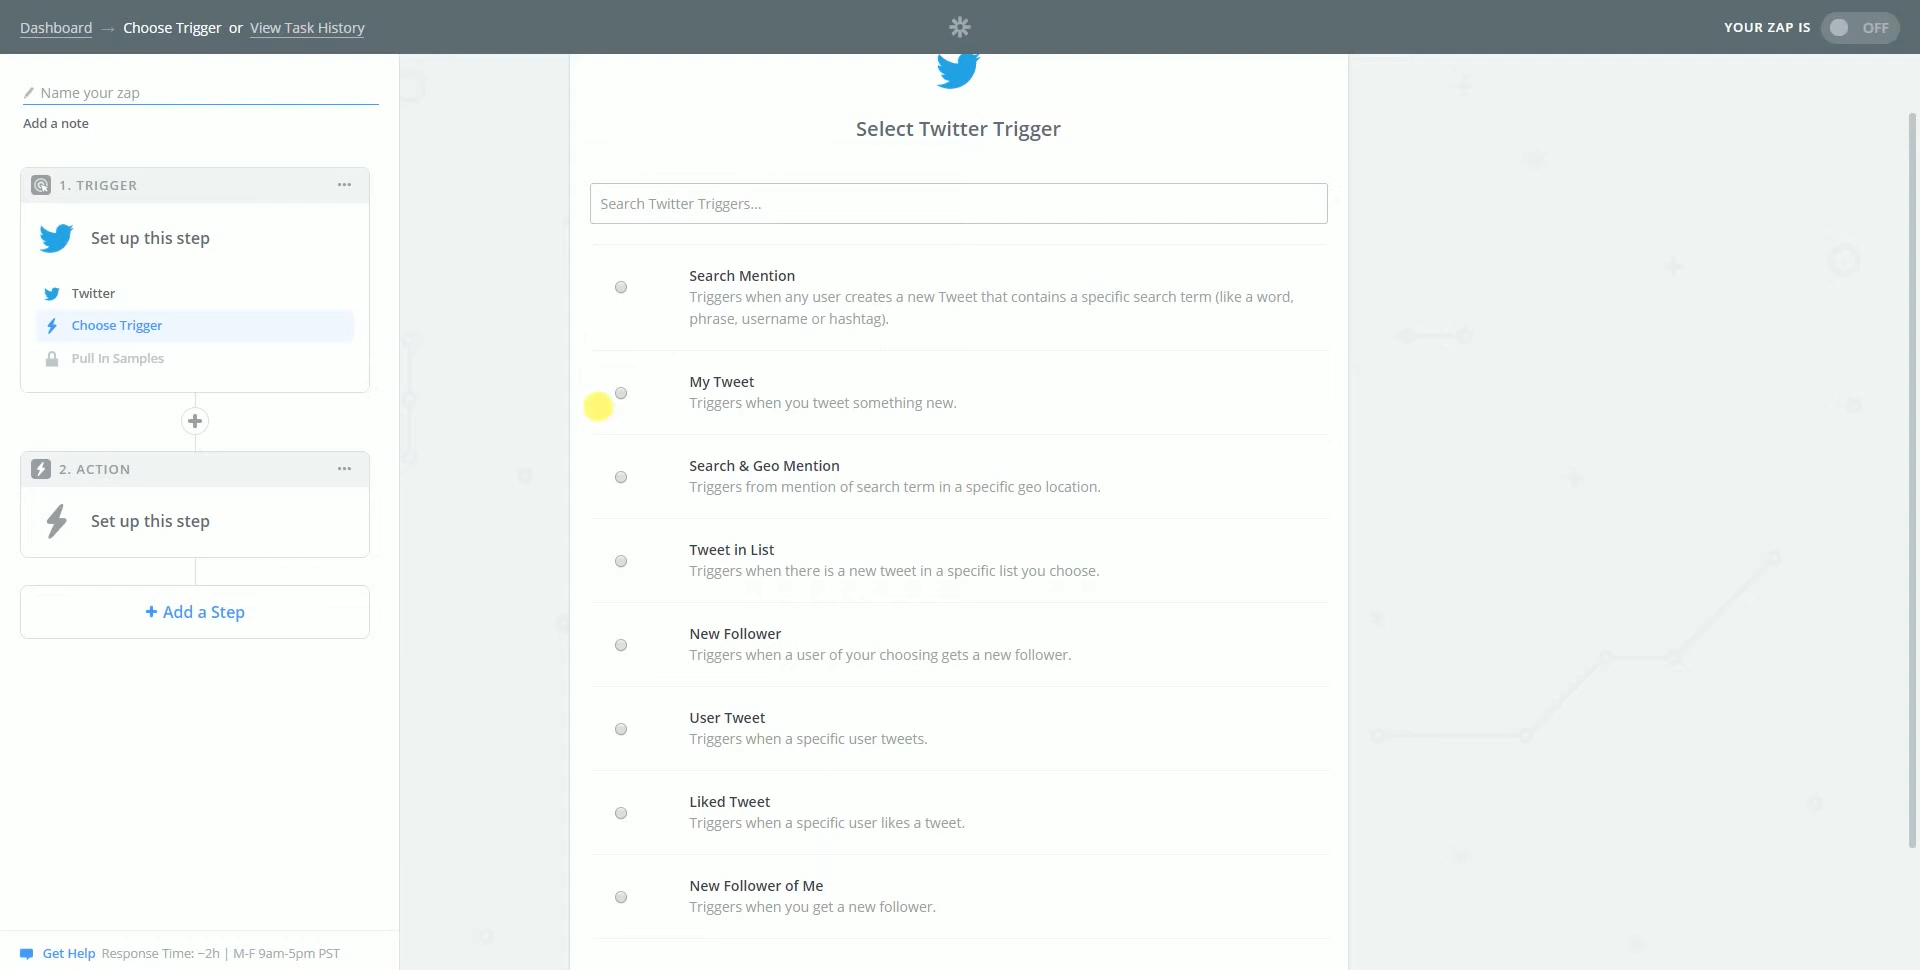 Dashboard → Choose Trigger or View Task History
YOUR ZAP IS OFF
Name your zap
Add a note
1. TRIGGER
Set up this step
Twitter
Choose Trigger
Pull In Samples
2. ACTION
Set up this step
+ Add a Step
Get Help Response Time: ~2h | M-F 9am-5pm PST
Select Twitter Trigger
Search Twitter Triggers...
Search Mention
Triggers when any user creates a new Tweet that contains a specific search term (like a word,
phrase, username or hashtag).
My Tweet
Triggers when you tweet something new.
Search & Geo Mention
Triggers from mention of search term in a specific geo location.
Tweet in List
Triggers when there is a new tweet in a specific list you choose.
New Follower
Triggers when a user of your choosing gets a new follower.
User Tweet
Triggers when a specific user tweets.
Liked Tweet
Triggers when a specific user likes a tweet.
New Follower of Me
Triggers when you get a new follower.